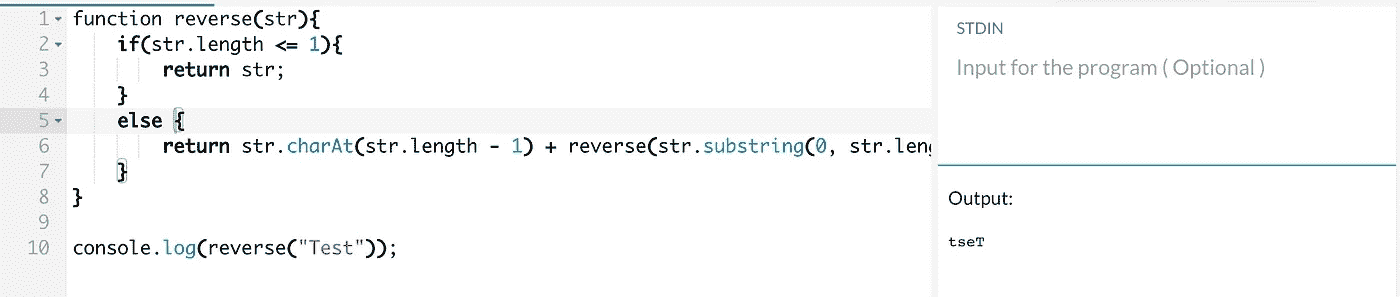 1 function reverse(str){
2 if(str.length <= 1){
3 return str;
4 }
5 else {
6 return str.charAt(str.length - 1) + reverse(str.substring(0, str.leng
7 }
8 }
9
10 console.log(reverse("Test"));
STDIN
Input for the program ( Optional )
Output:
tseT